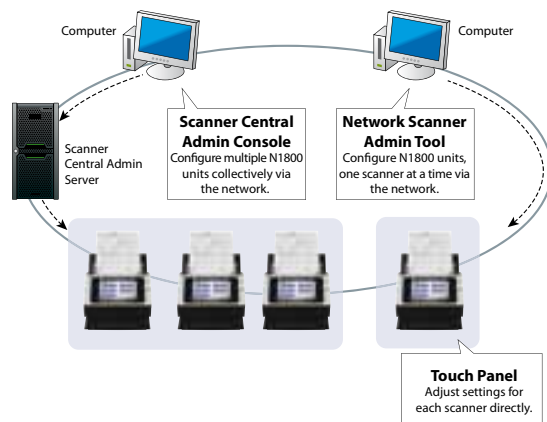 Computer
Computer
Scanner Central
Admin Console
Configure multiple N1800
units collectively via
the network.
Network Scanner
Admin Tool
Configure N1800 units,
one scanner at a time via
the network.
Scanner
Central Admin
Server
Touch Panel
Adjust settings for
each scanner directly.